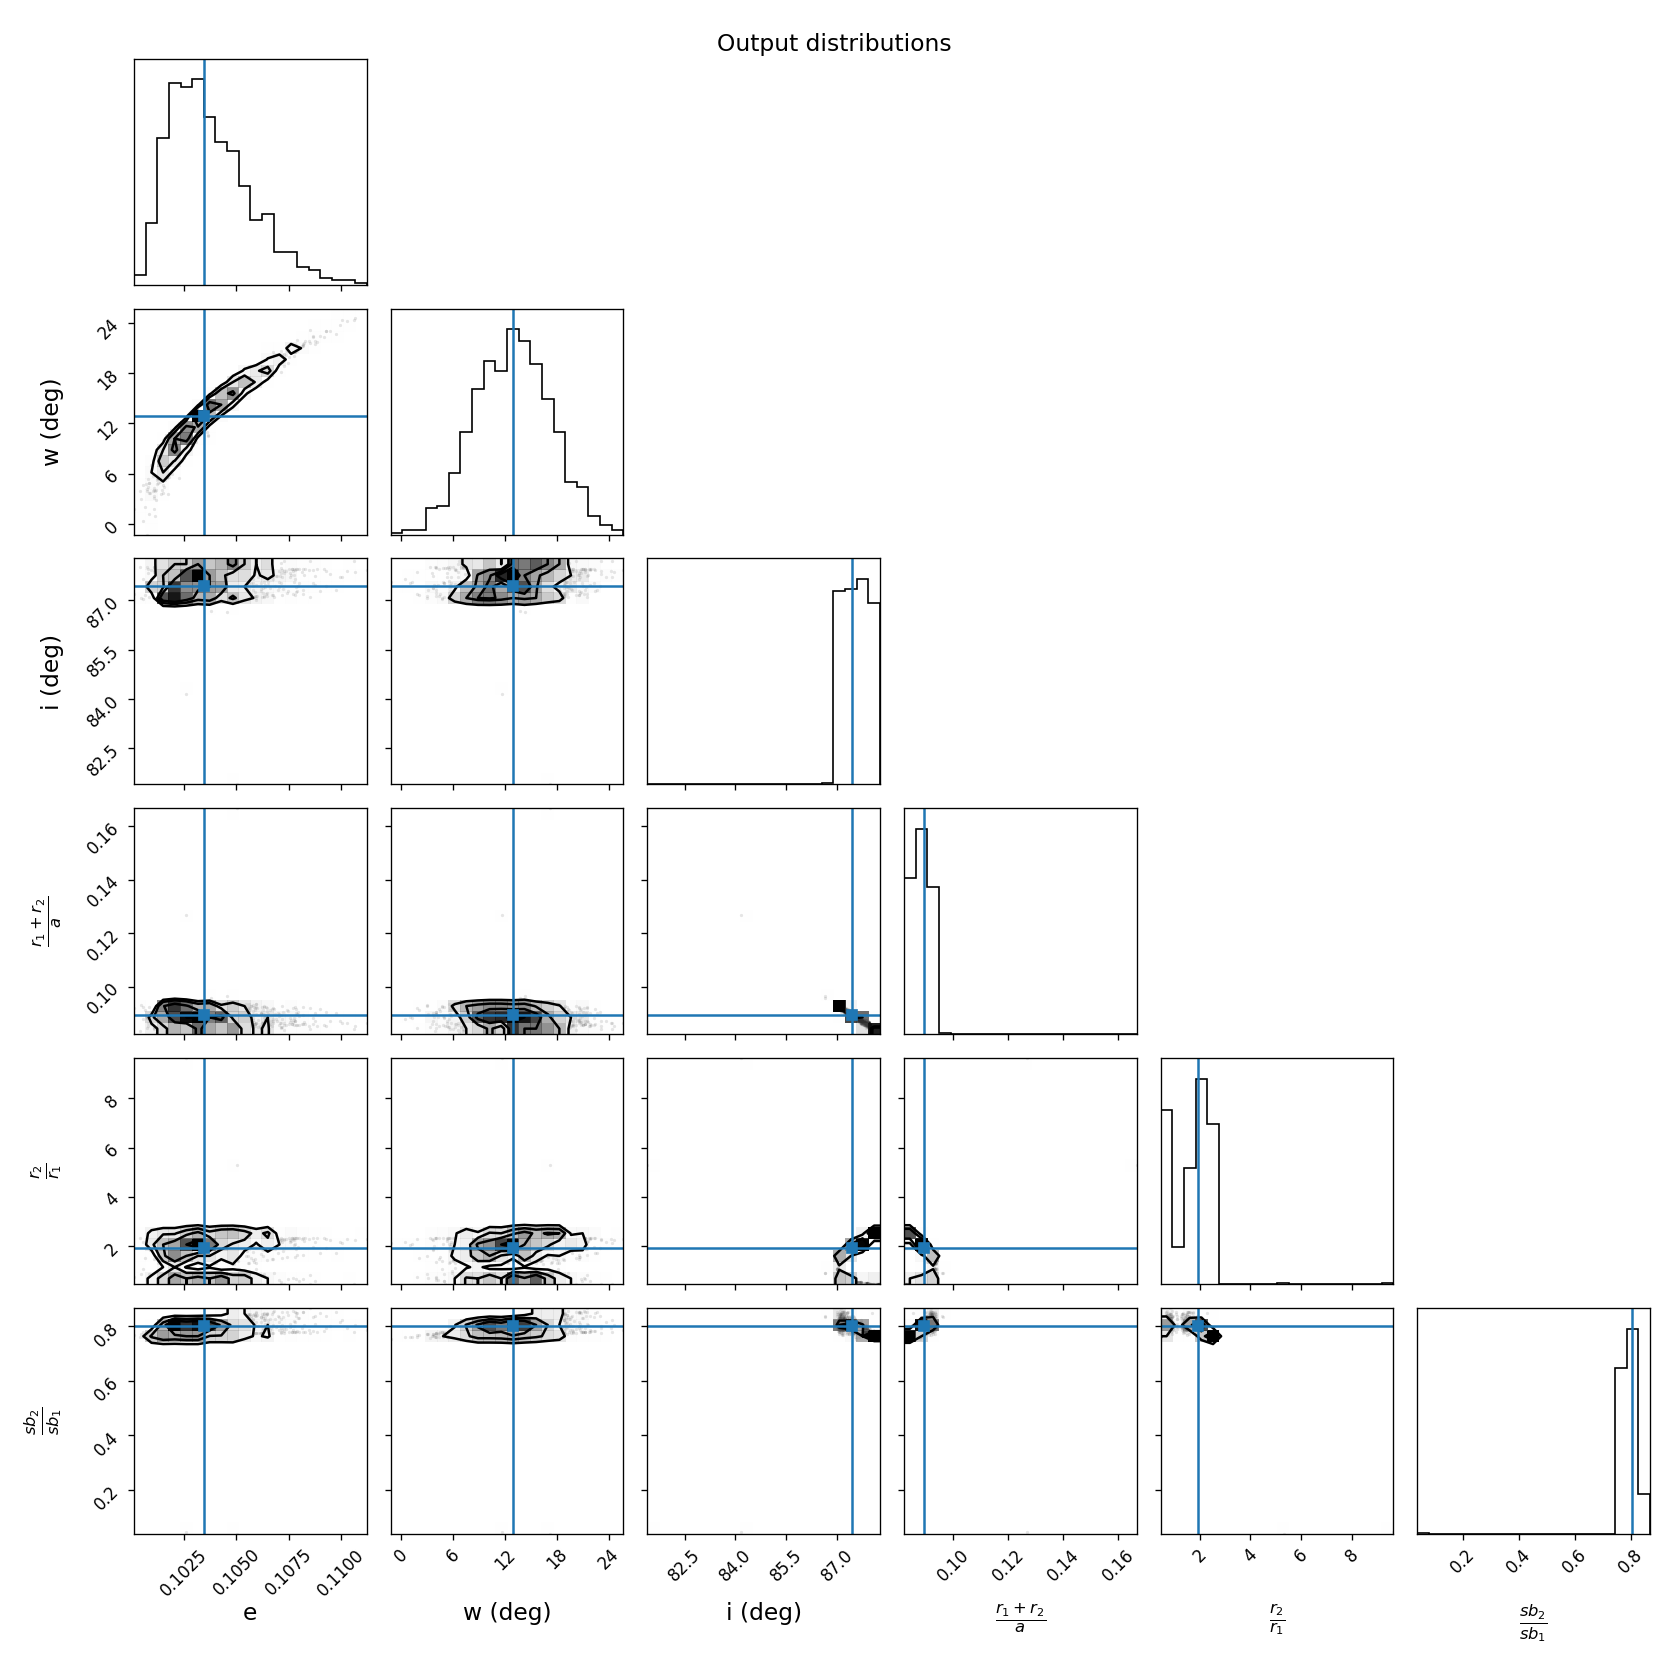 Output distributions
24
18
12
6
0
w (deg)
87.0
85.5
84.0
82.5
i (deg)
0.16
0.14
0.12
0.10
r₁ + r₂
a
8
6
4
2
r₂
r₁
0.8
0.6
0.4
0.2
sb₂
sb₁
0.1025 0.1050 0.1075 0.1100
0 6 12 18 24
82.5 84.0 85.5 87.0
0.10 0.12 0.14 0.16
2 4 6 8
0.2 0.4 0.6 0.8
e
w (deg)
i (deg)
r₁ + r₂
a
r₂
r₁
sb₂
sb₁